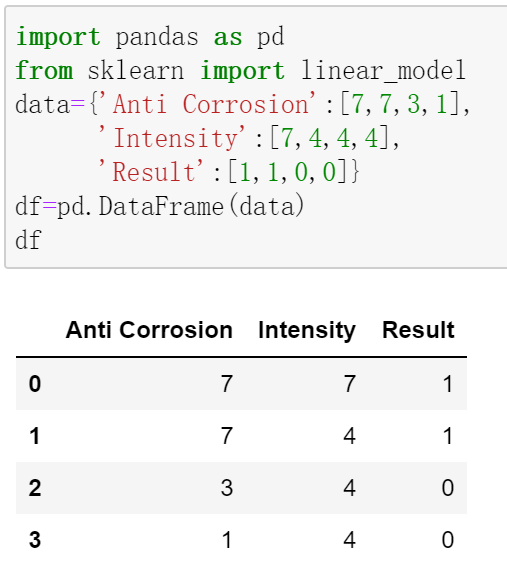 import pandas as pd
from sklearn import linear_model
data={'Anti Corrosion':[7,7,3,1],
'Intensity':[7,4,4,4],
'Result':[1,1,0,0]}
df=pd.DataFrame(data)
df
Anti Corrosion Intensity Result
0 7 7 1
1 7 4 1
2 3 4 0
3 1 4 0